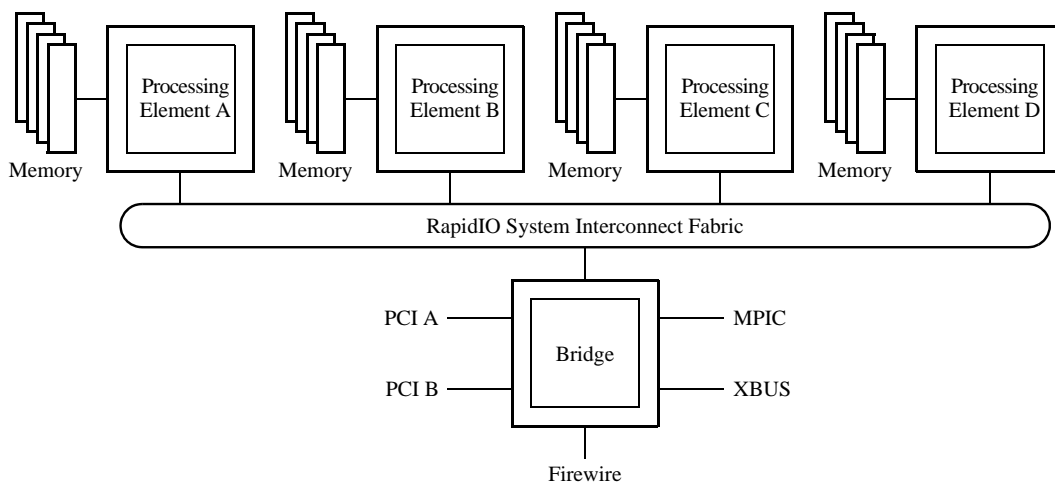 Processing
Element A
Processing
Element B
Processing
Element C
Processing
Element D
Memory
Memory
Memory
Memory
RapidIO System Interconnect Fabric
PCI A
MPIC
Bridge
PCI B
XBUS
Firewire